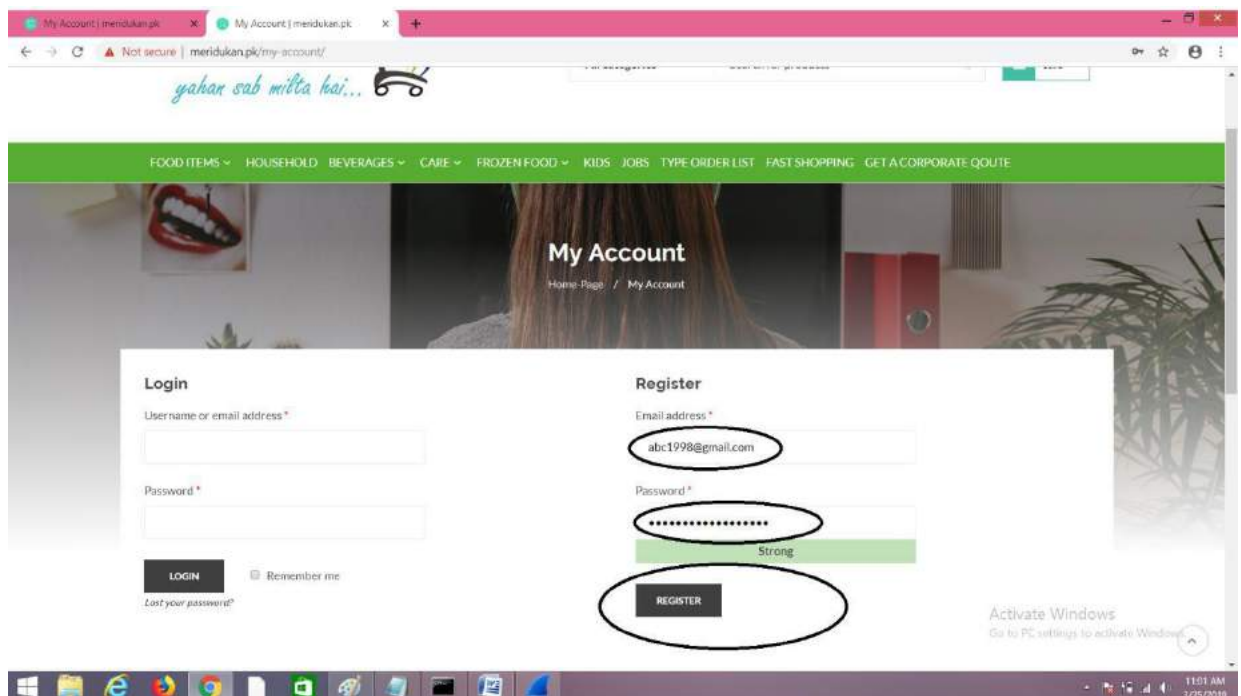 My Account | meridukan.pk
My Account | meridukan.pk
Not secure | meridukan.pk/my-account/
yahan sab milta hai...
FOOD ITEMS HOUSEHOLD BEVERAGES CARE FROZEN FOOD KIDS JOBS TYPE ORDER LIST FAST SHOPPING GET A CORPORATE QOUTE
My Account
Home-Page / My Account
Login
Username or email address *
Password *
LOGIN
Remember me
Lost your password?
Register
Email address *
abc1998@gmail.com
Password *
Strong
REGISTER
Activate Windows
Go to PC settings to activate Windows.
11:01 AM